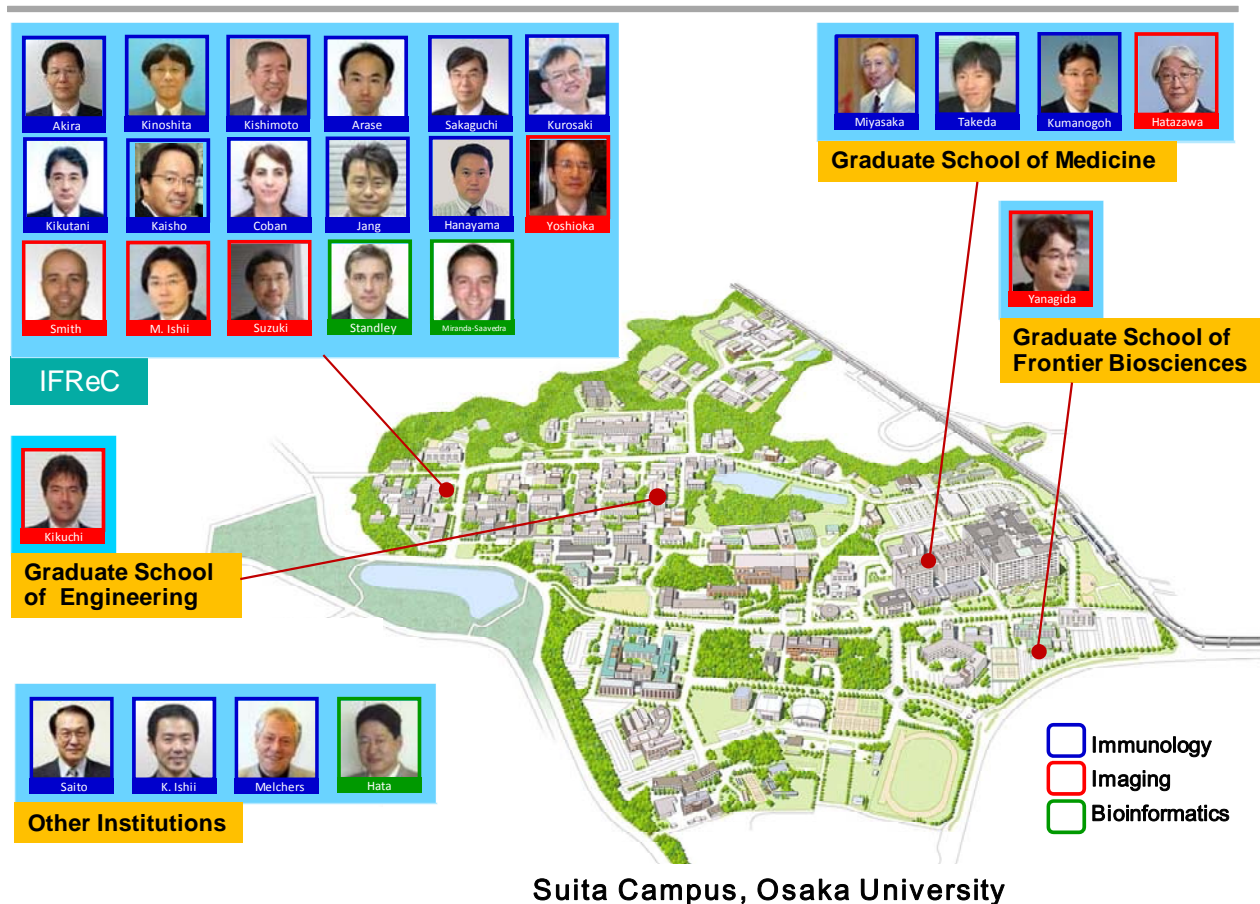 Akira
Kinoshita
Kishimoto
Arase
Sakaguchi
Kurosaki
Kikutani
Kaisho
Coban
Jang
Hanayama
Yoshioka
Smith
M. Ishii
Suzuki
Standley
Miranda-Saavedra
IFReC
Miyasaka
Takeda
Kumanogoh
Hatazawa
Graduate School of Medicine
Yanagida
Graduate School of
Frontier Biosciences
Kikuchi
Graduate School
of Engineering
Saito
K. Ishii
Melchers
Hata
Other Institutions
Immunology
Imaging
Bioinformatics
Suita Campus, Osaka University